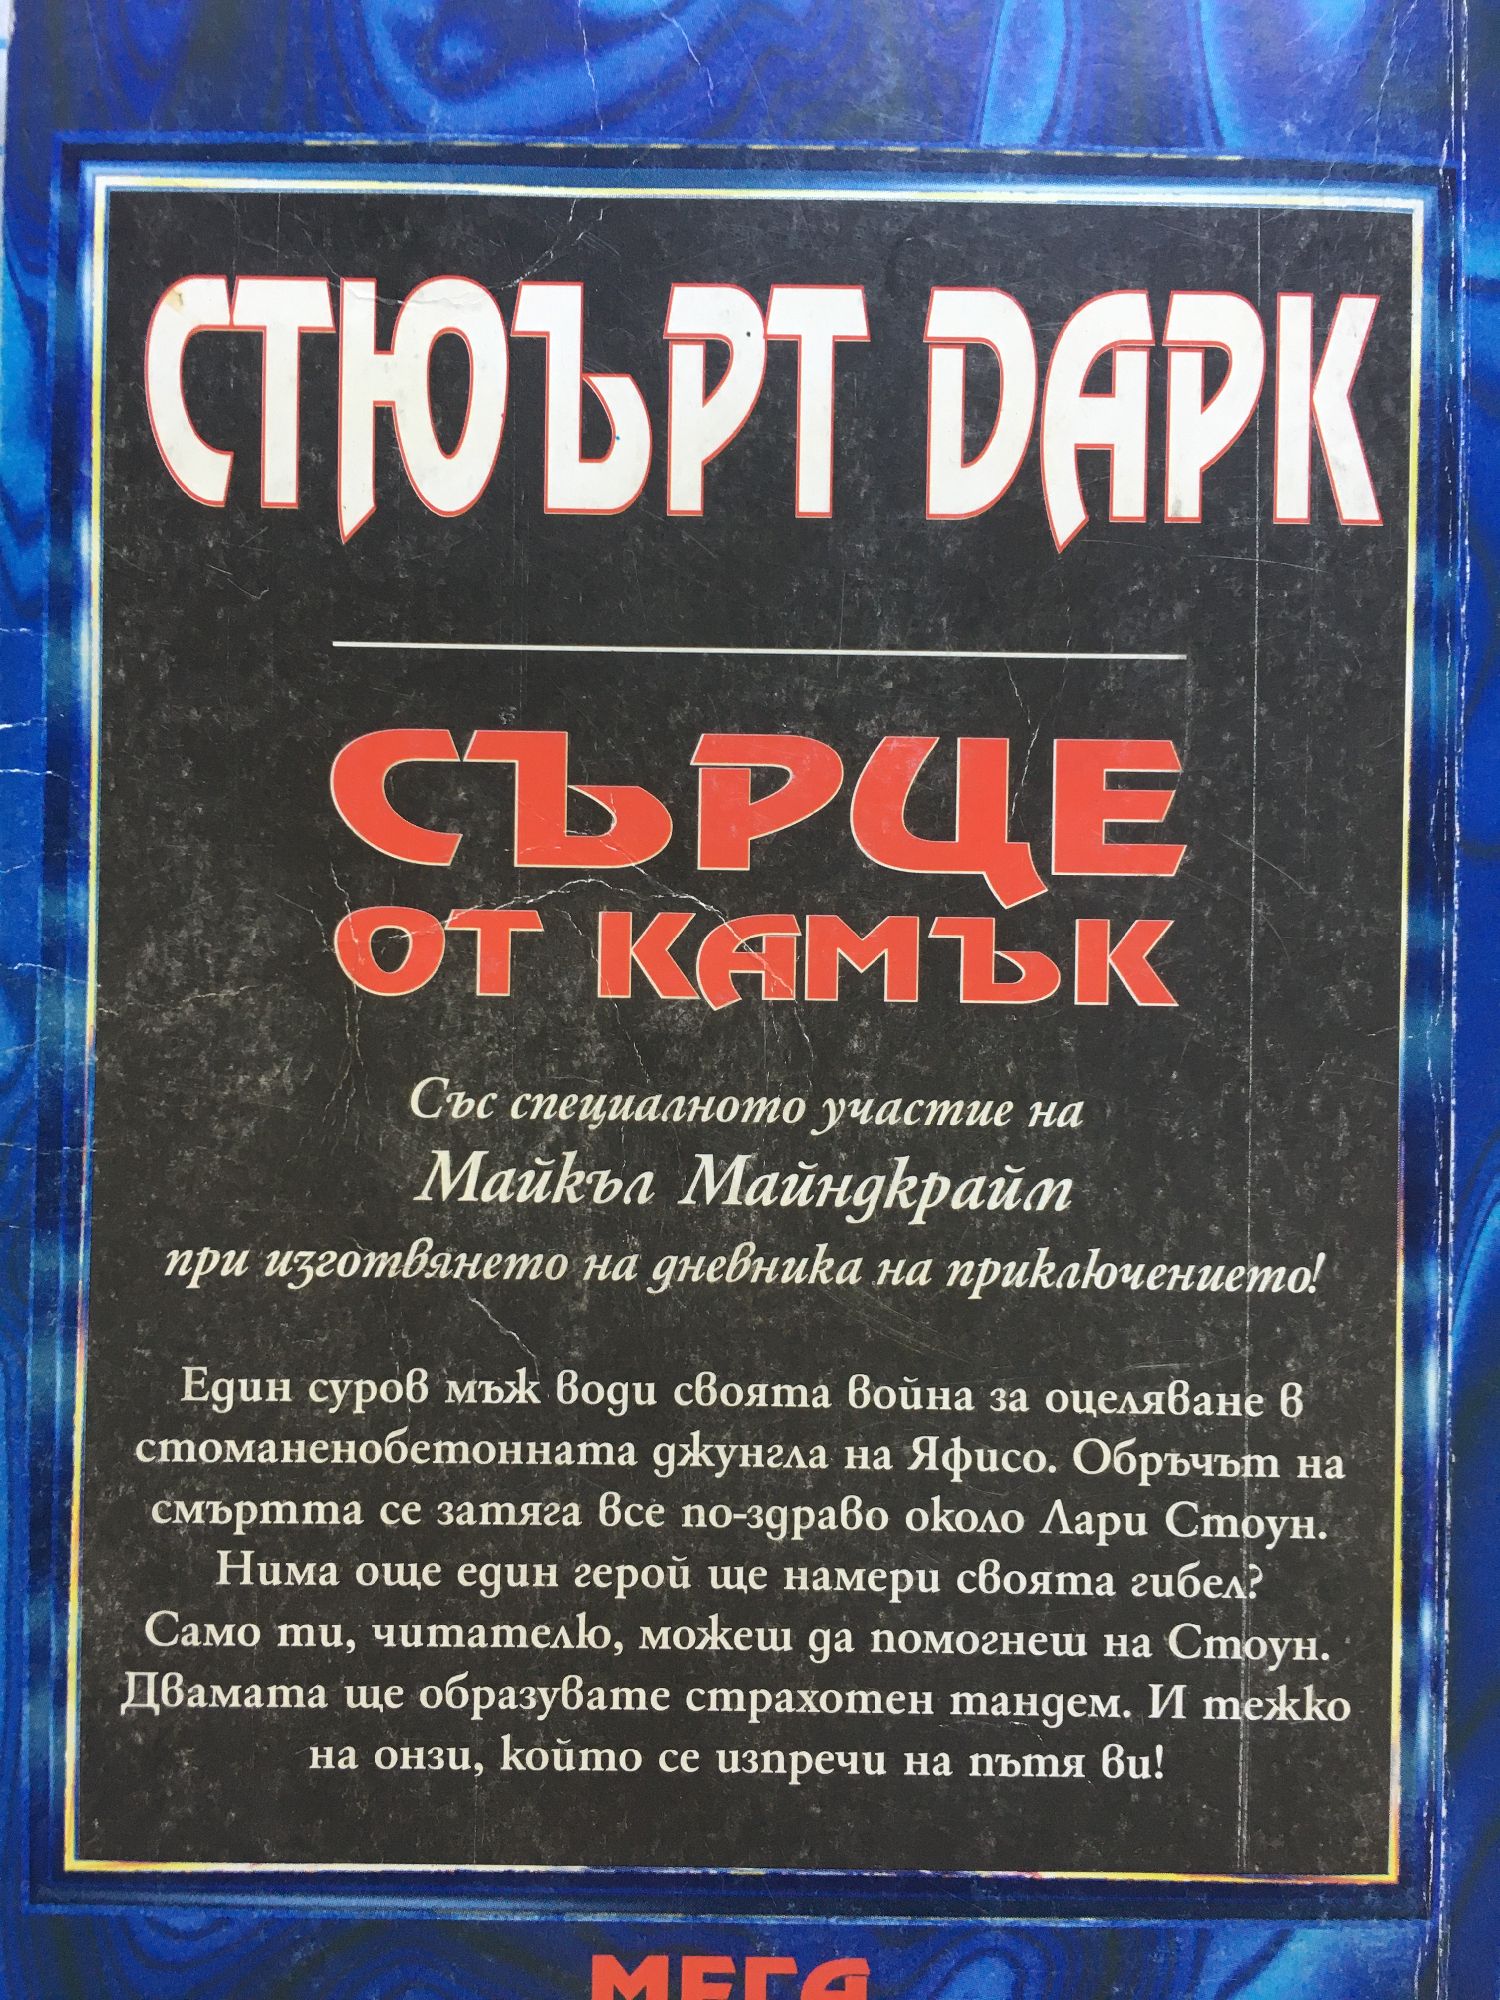 СТЮЪРТ ДАРК
СЪРЦЕ
ОТ КАМЪК
Със специалното участие на
Майкъл Майндкрайм
при изготвянето на дневника на приключението!
Един суров мъж води своята война за оцеляване в
стоманенобетонната джунгла на Яфисо. Обръчът на
смъртта се затяга все по-здраво около Лари Стоун.
Нима още един герой ще намери своята гибел?
Само ти, читателю, можеш да помогнеш на Стоун.
Двамата ще образувате страхотен тандем. И тежко
на онзи, който се изпречи на пътя ви!
МЕГА